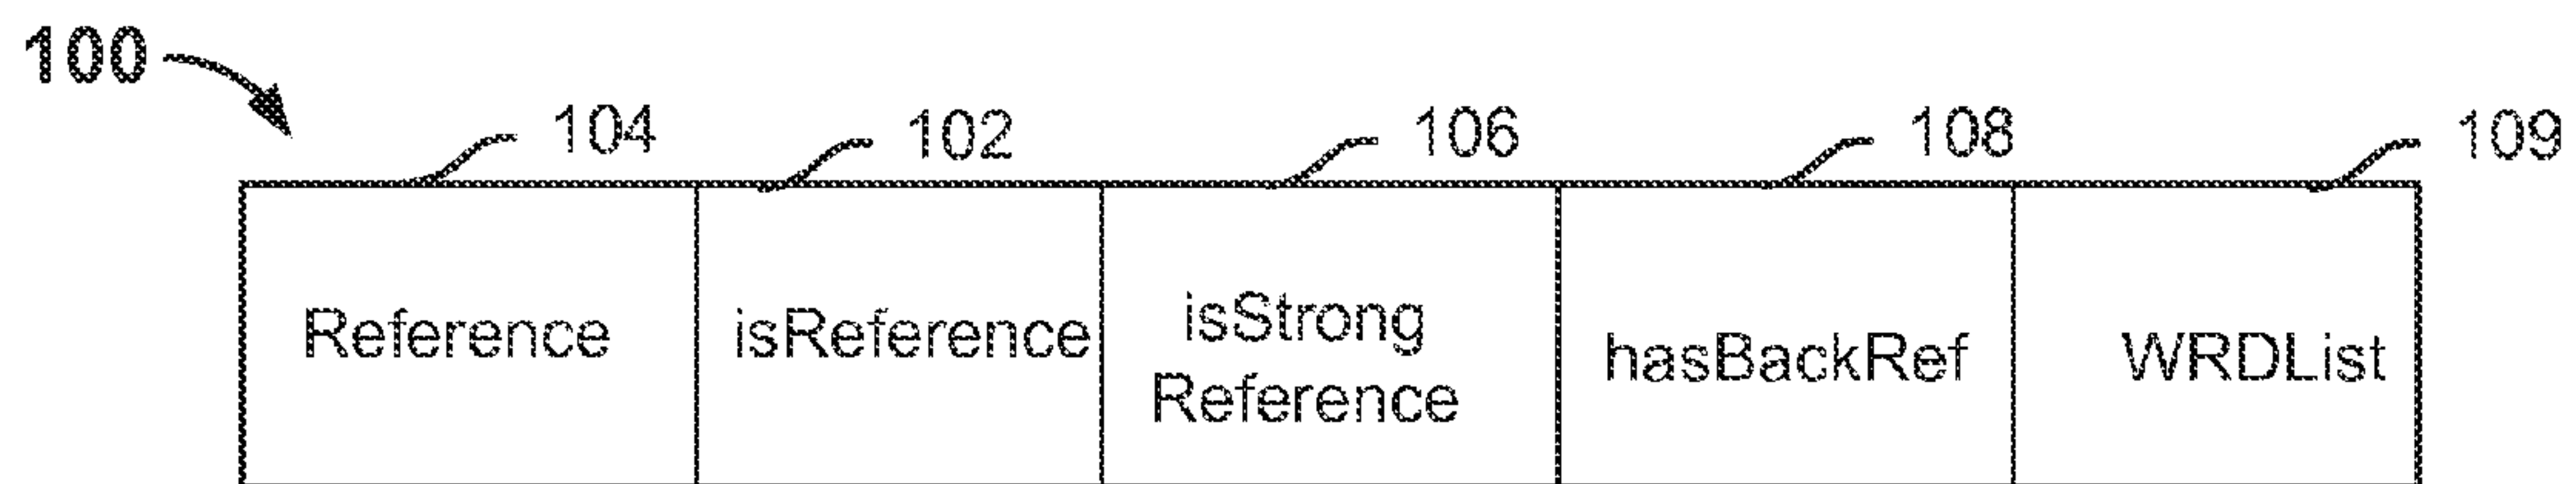 100
104 102 106 108 109
Reference isReference isStrong Reference hasBackRef WRDList